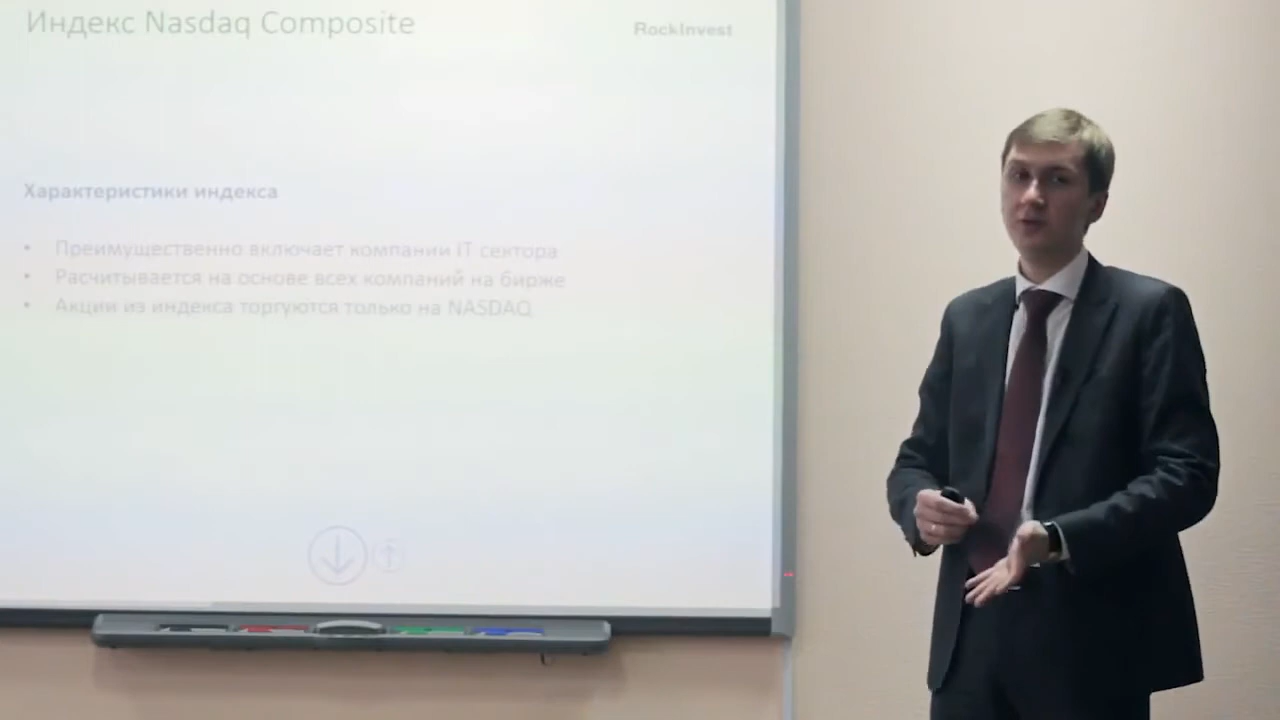 Индекс Nasdaq Composite
RockInvest
Характеристики индекса
• Преимущественно включает компании IT сектора
• Расчитывается на основе всех компаний на бирже
• Акции из индекса торгуются только на NASDAQ